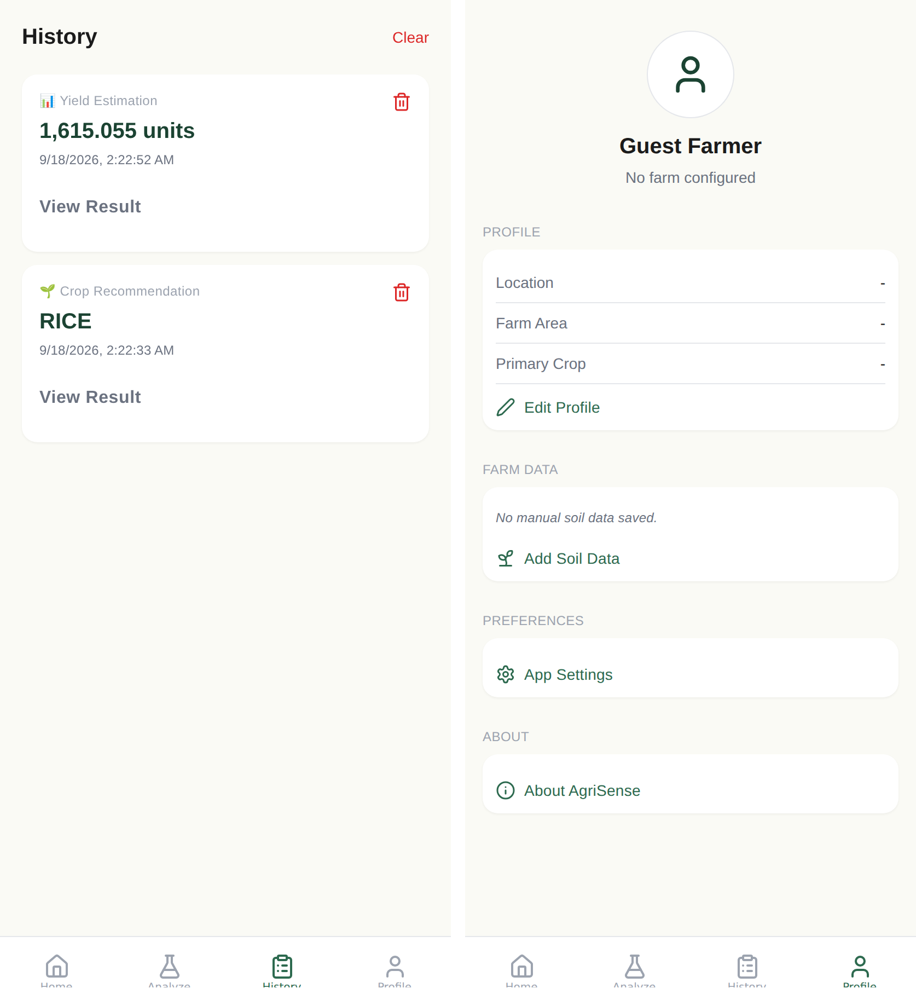 History
Clear
Yield Estimation
1,615.055 units
9/18/2026, 2:22:52 AM
View Result
Crop Recommendation
RICE
9/18/2026, 2:22:33 AM
View Result
Home
Analyze
History
Profile
Guest Farmer
No farm configured
PROFILE
Location -
Farm Area -
Primary Crop -
Edit Profile
FARM DATA
No manual soil data saved.
Add Soil Data
PREFERENCES
App Settings
ABOUT
About AgriSense
Home
Analyze
History
Profile